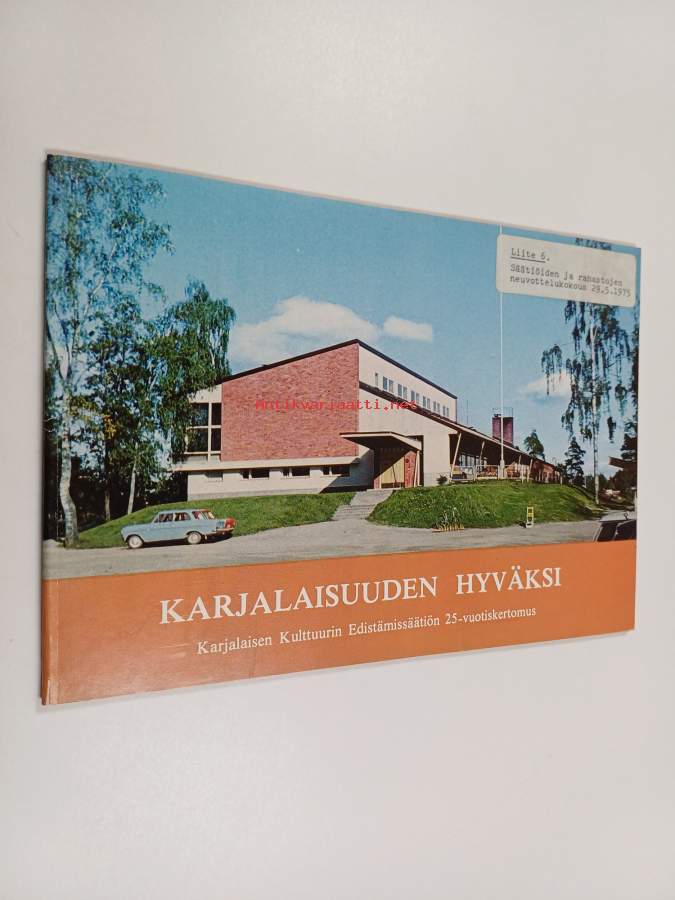 Liite 6.
Säätiöiden ja rahastojen
neuvottelukokous 29.5.1975
Antikvariaatti.net
KARJALAISUUDEN HYVÄKSI
Karjalaisen Kulttuurin Edistämissäätiön 25-vuotiskertomus